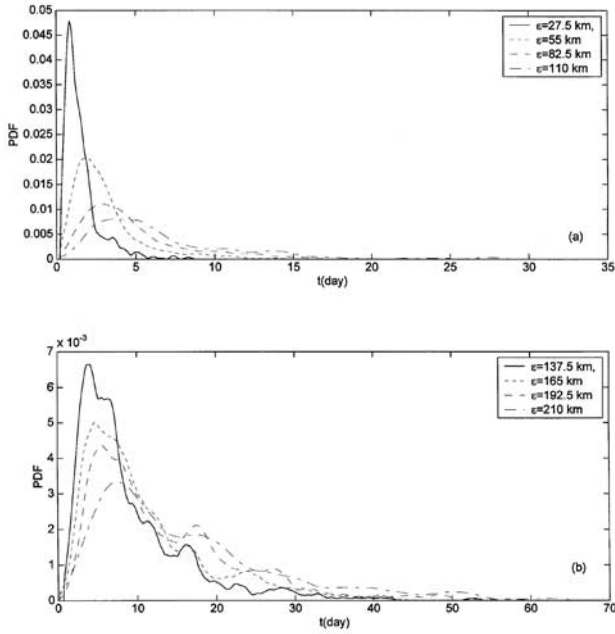 0.05
0.045
0.04
0.035
0.03
0.025
0.02
0.015
0.01
0.005
0
PDF
ε=27.5 km,
ε=55 km
ε=82.5 km
ε=110 km
(a)
0 5 10 15 20 25 30 35
t(day)
x 10⁻³
7
6
5
4
3
2
1
0
PDF
ε=137.5 km,
ε=165 km
ε=192.5 km
ε=210 km
(b)
0 10 20 30 40 50 60 70
t(day)